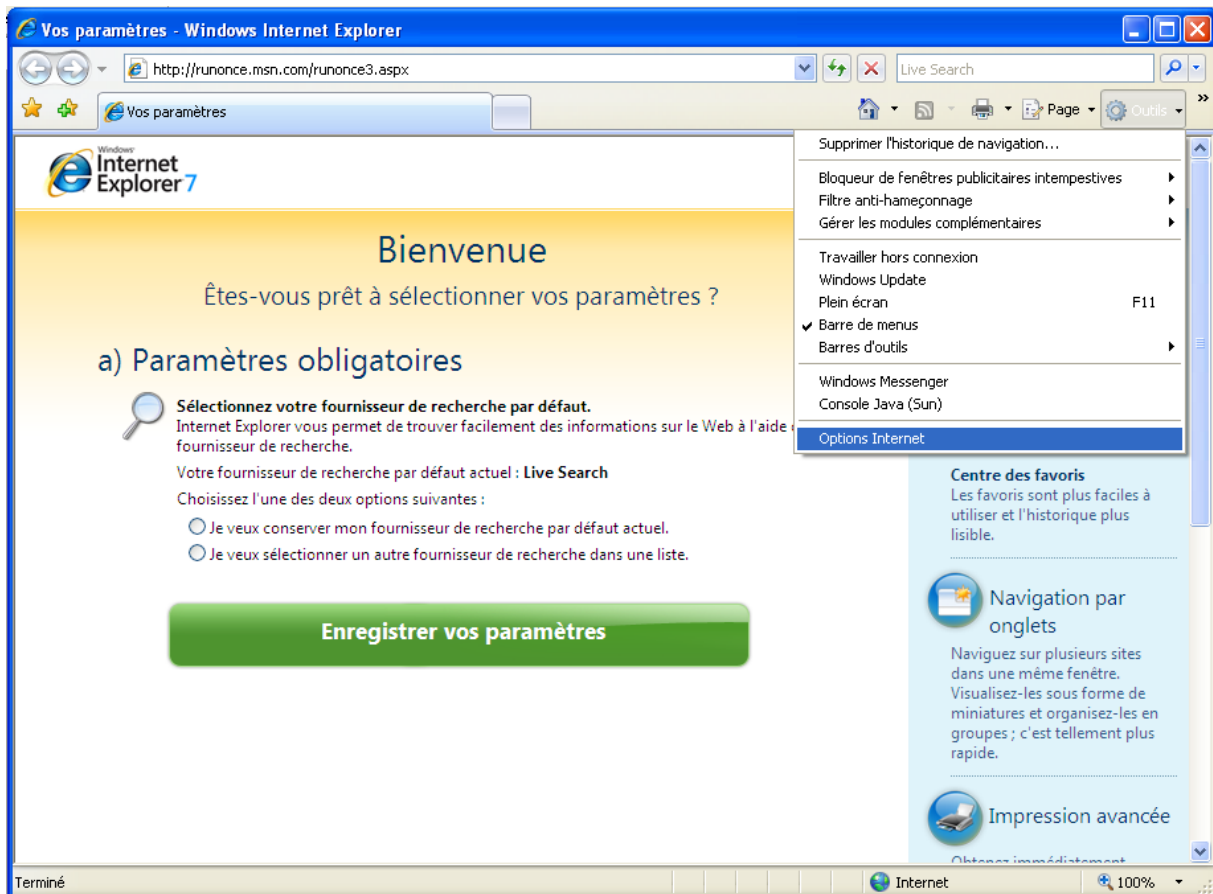 Vos paramètres - Windows Internet Explorer
http://runonce.msn.com/runonce3.aspx
Live Search
Vos paramètres
Page
Outils
»
Windows
Internet
Explorer 7
Supprimer l'historique de navigation...
Bloqueur de fenêtres publicitaires intempestives
Filtre anti-hameçonnage
Gérer les modules complémentaires
Travailler hors connexion
Windows Update
Plein écran F11
Barre de menus
Barres d'outils
Windows Messenger
Console Java (Sun)
Options Internet
Bienvenue
Êtes-vous prêt à sélectionner vos paramètres ?
a) Paramètres obligatoires
Sélectionnez votre fournisseur de recherche par défaut.
Internet Explorer vous permet de trouver facilement des informations sur le Web à l'aide
fournisseur de recherche.
Votre fournisseur de recherche par défaut actuel : Live Search
Choisissez l'une des deux options suivantes :
Je veux conserver mon fournisseur de recherche par défaut actuel.
Je veux sélectionner un autre fournisseur de recherche dans une liste.
Enregistrer vos paramètres
Centre des favoris
Les favoris sont plus faciles à
utiliser et l'historique plus
lisible.
Navigation par
onglets
Naviguez sur plusieurs sites
dans une même fenêtre.
Visualisez-les sous forme de
miniatures et organisez-les en
groupes ; c'est tellement plus
rapide.
Impression avancée
Obtenez immédiatement
Terminé
Internet
100%